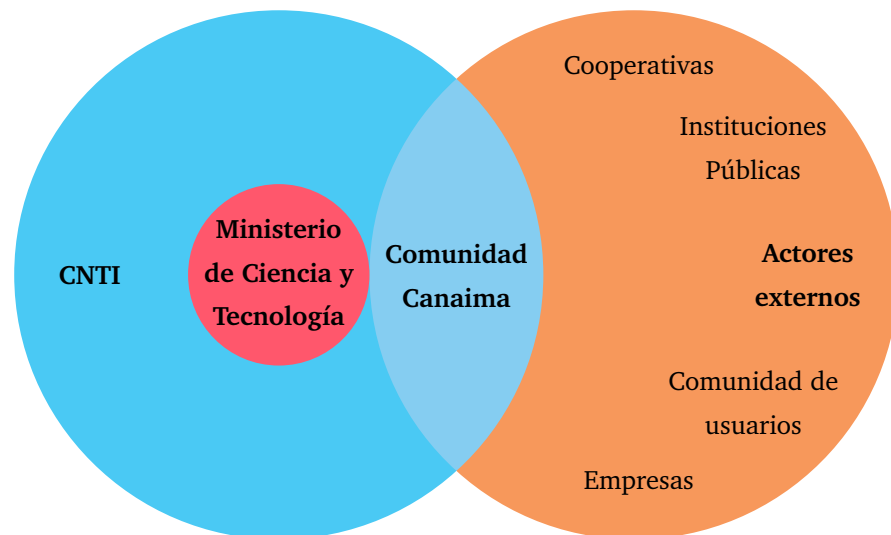 CNTI
Ministerio
de Ciencia y
Tecnología
Comunidad
Canaima
Cooperativas
Instituciones
Públicas
Actores
externos
Comunidad de
usuarios
Empresas